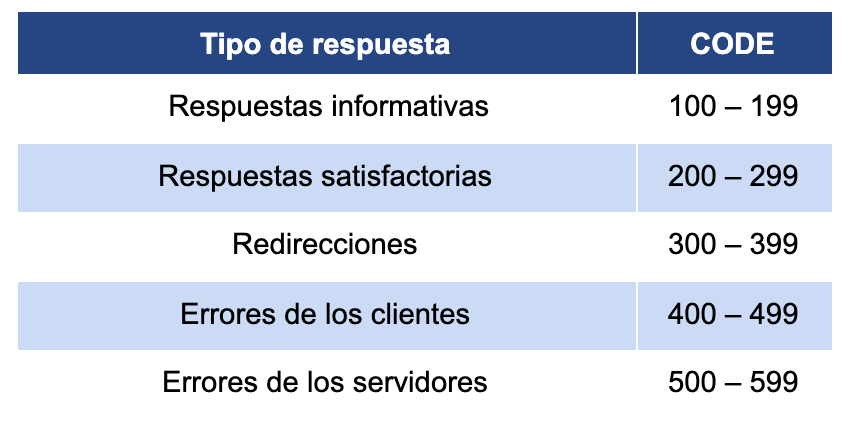 Tipo de respuesta CODE
Respuestas informativas 100 – 199
Respuestas satisfactorias 200 – 299
Redirecciones 300 – 399
Errores de los clientes 400 – 499
Errores de los servidores 500 – 599